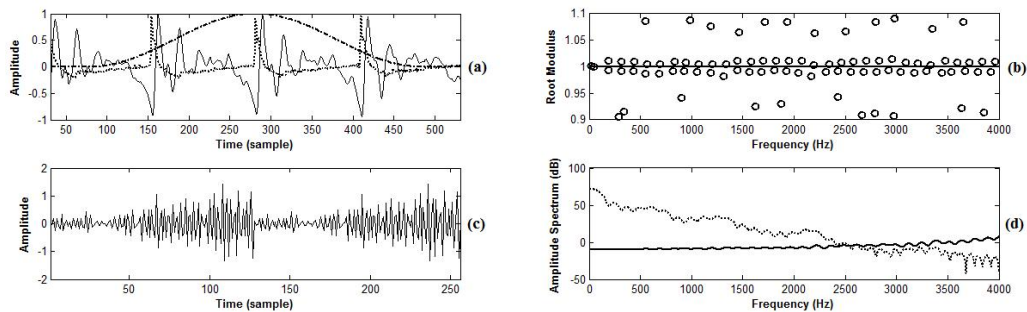 1
0.5
0
-0.5
-1
Amplitude
50 100 150 200 250 300 350 400 450 500
Time (sample)
(a)
1.1
1.05
1
0.95
0.9
Root Modulus
0 500 1000 1500 2000 2500 3000 3500 4000
Frequency (Hz)
(b)
2
1
0
-1
-2
Amplitude
50 100 150 200 250
Time (sample)
(c)
100
50
0
-50
Amplitude Spectrum (dB)
0 500 1000 1500 2000 2500 3000 3500 4000
Frequency (Hz)
(d)